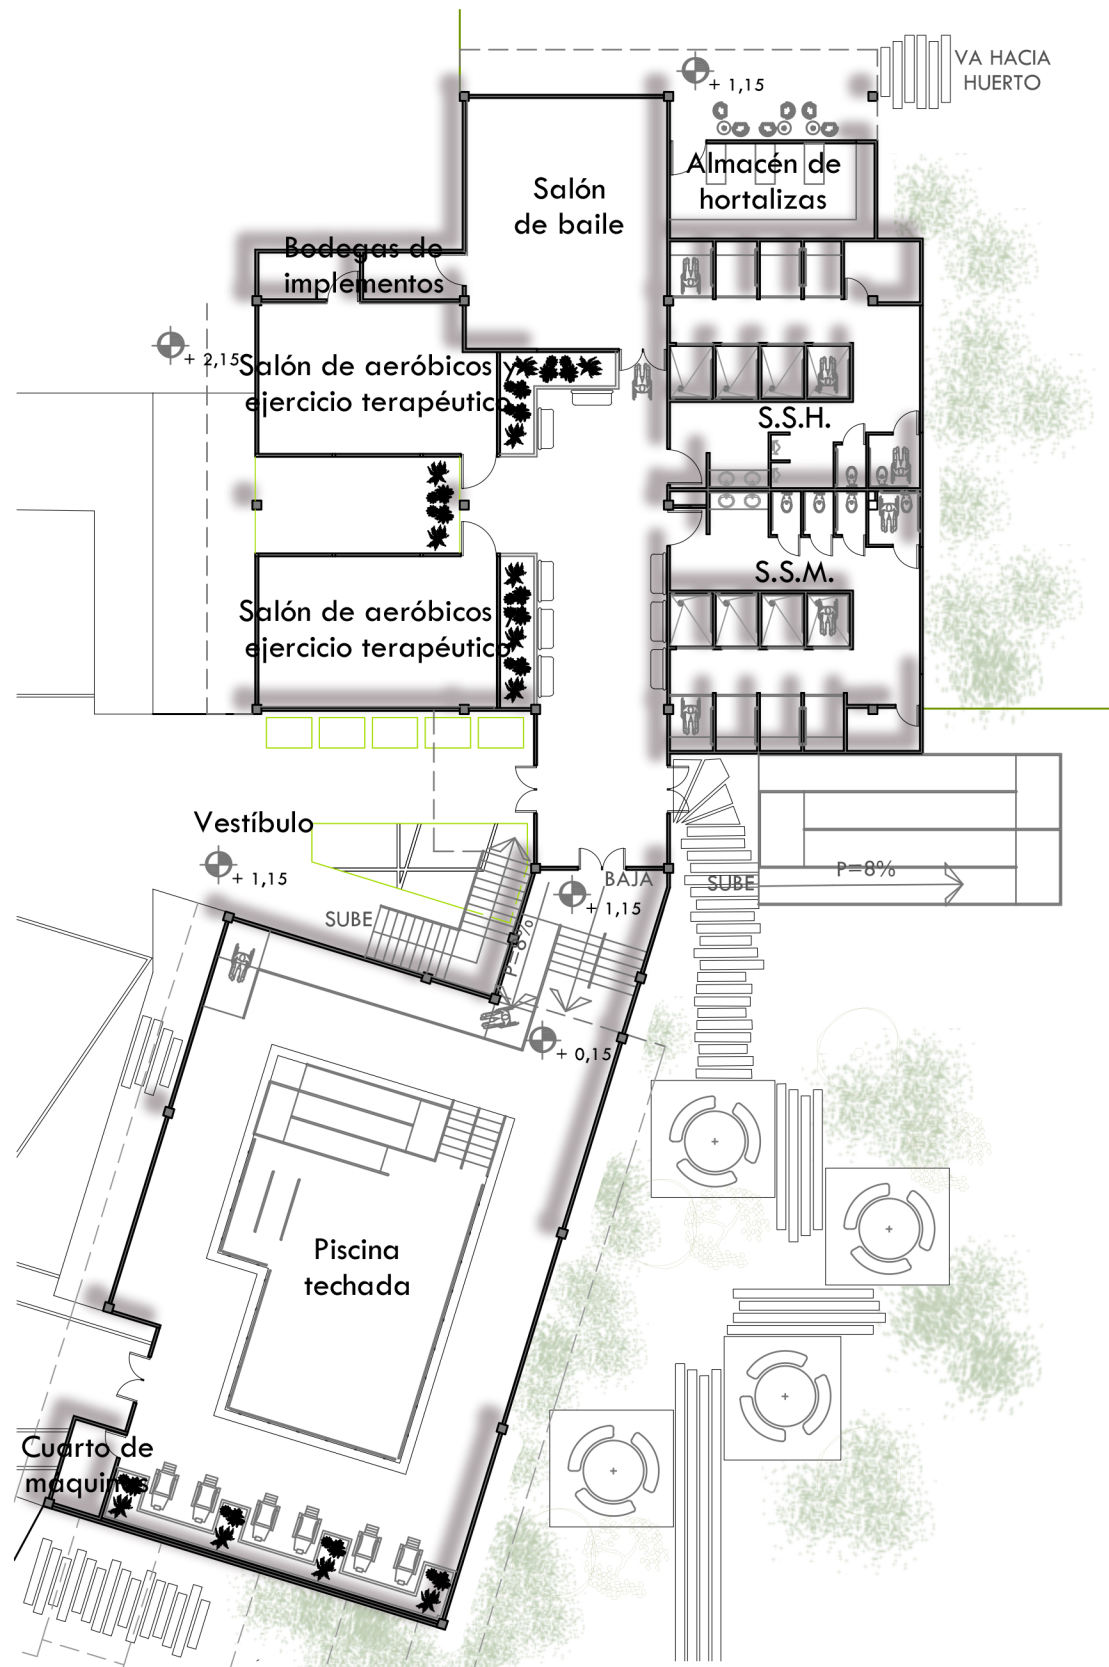 VA HACIA
HUERTO
+ 1,15
Almacén de
hortalizas
Salón
de baile
Bodegas de
implementos
+ 2,15
Salón de aeróbicos y
ejercicio terapéutico
S.S.H.
S.S.M.
Salón de aeróbicos y
ejercicio terapéutico
Vestíbulo
+ 1,15
SUBE
BAJA
+ 1,15
P=8%
SUBE
P=8%
+ 0,15
Piscina
techada
Cuarto de
maquinas